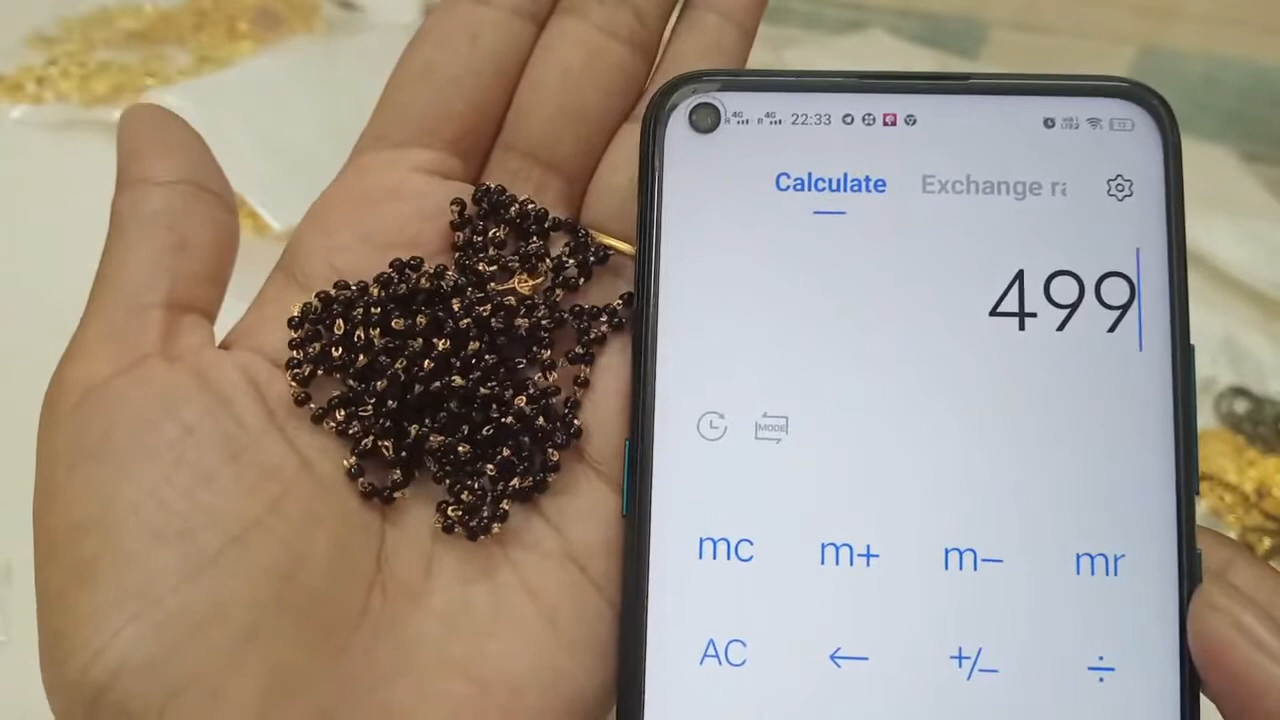 22:33
Calculate Exchange ra
499
MODE
mc m+ m– mr
AC ← +/– ÷